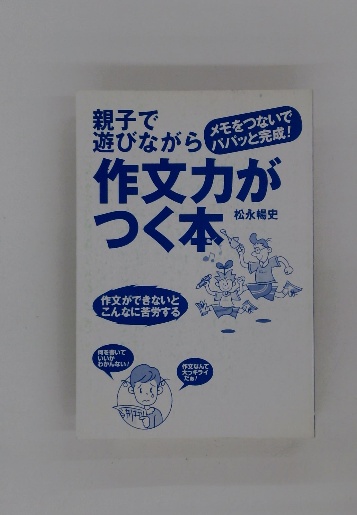 親子で
遊びながら
メモをつないで
パパッと完成!
作文力が
つく本
松永暢史
作文ができないと
こんなに苦労する
何を書いて
いいか
わかんない!
作文なんて
大っキライ
だぁ!